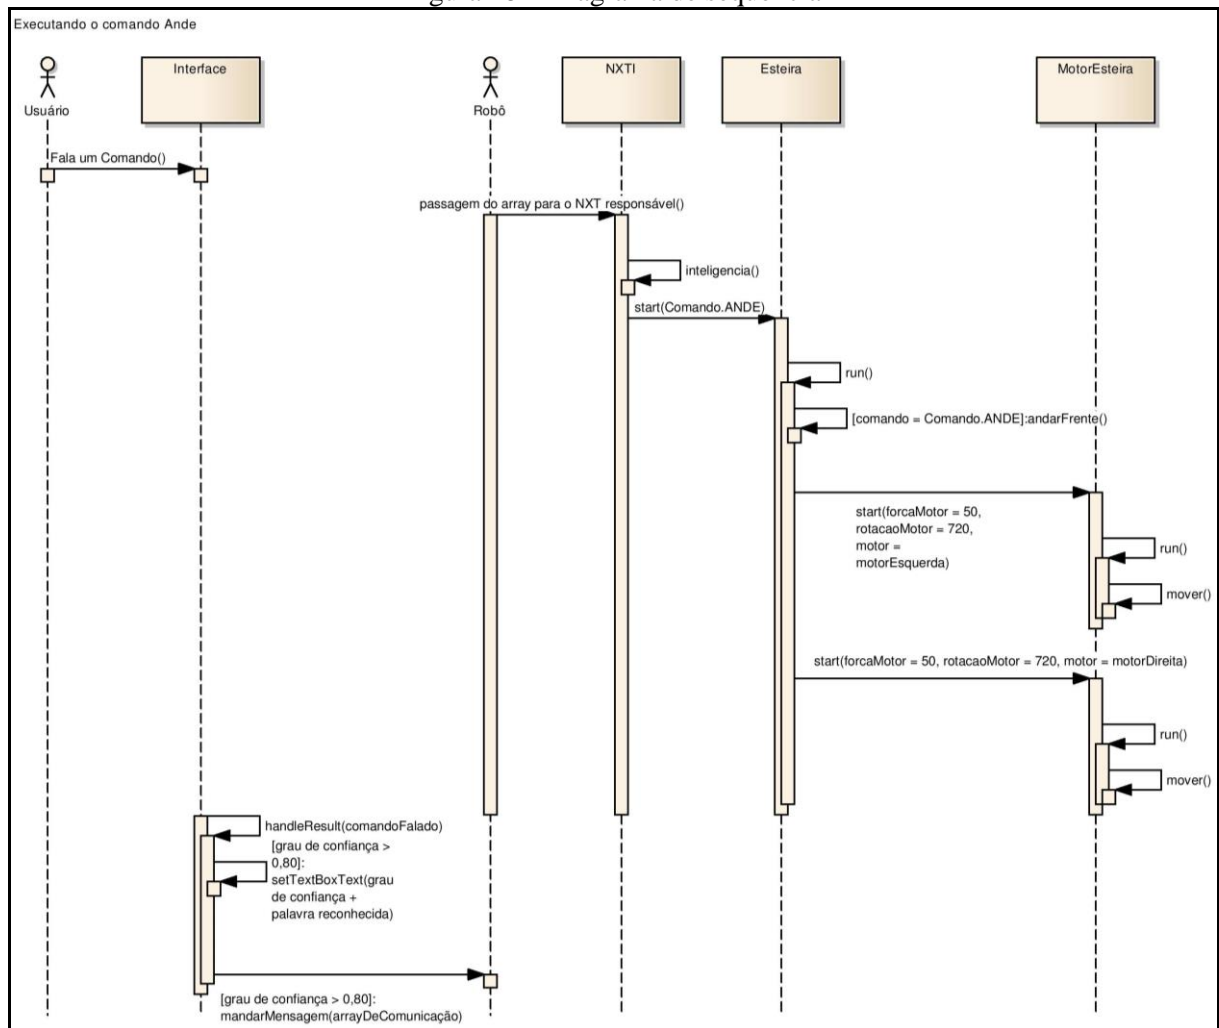 Executando o comando Ande
Usuário
Interface
Robô
NXTI
Esteira
MotorEsteira
Fala um Comando()
passagem do array para o NXT responsável()
inteligencia()
start(Comando.ANDE)
run()
[comando = Comando.ANDE]:andarFrente()
start(forcaMotor = 50,
rotacaoMotor = 720,
motor =
motorEsquerda)
run()
mover()
start(forcaMotor = 50, rotacaoMotor = 720, motor = motorDireita)
run()
mover()
handleResult(comandoFalado)
[grau de confiança >
0,80]:
setTextBoxText(grau
de confiança +
palavra reconhecida)
[grau de confiança > 0,80]:
mandarMensagem(arrayDeComunicação)